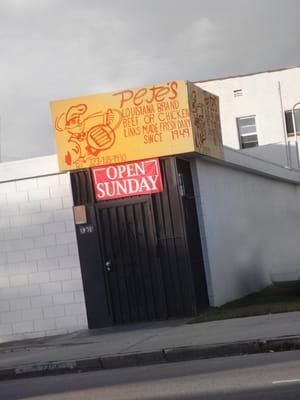 Pete's
LOUISIANA BRAND
BEEF OR CHICKEN
LINKS MADE FRESH DAILY
SINCE 1949
OPEN
SUNDAY